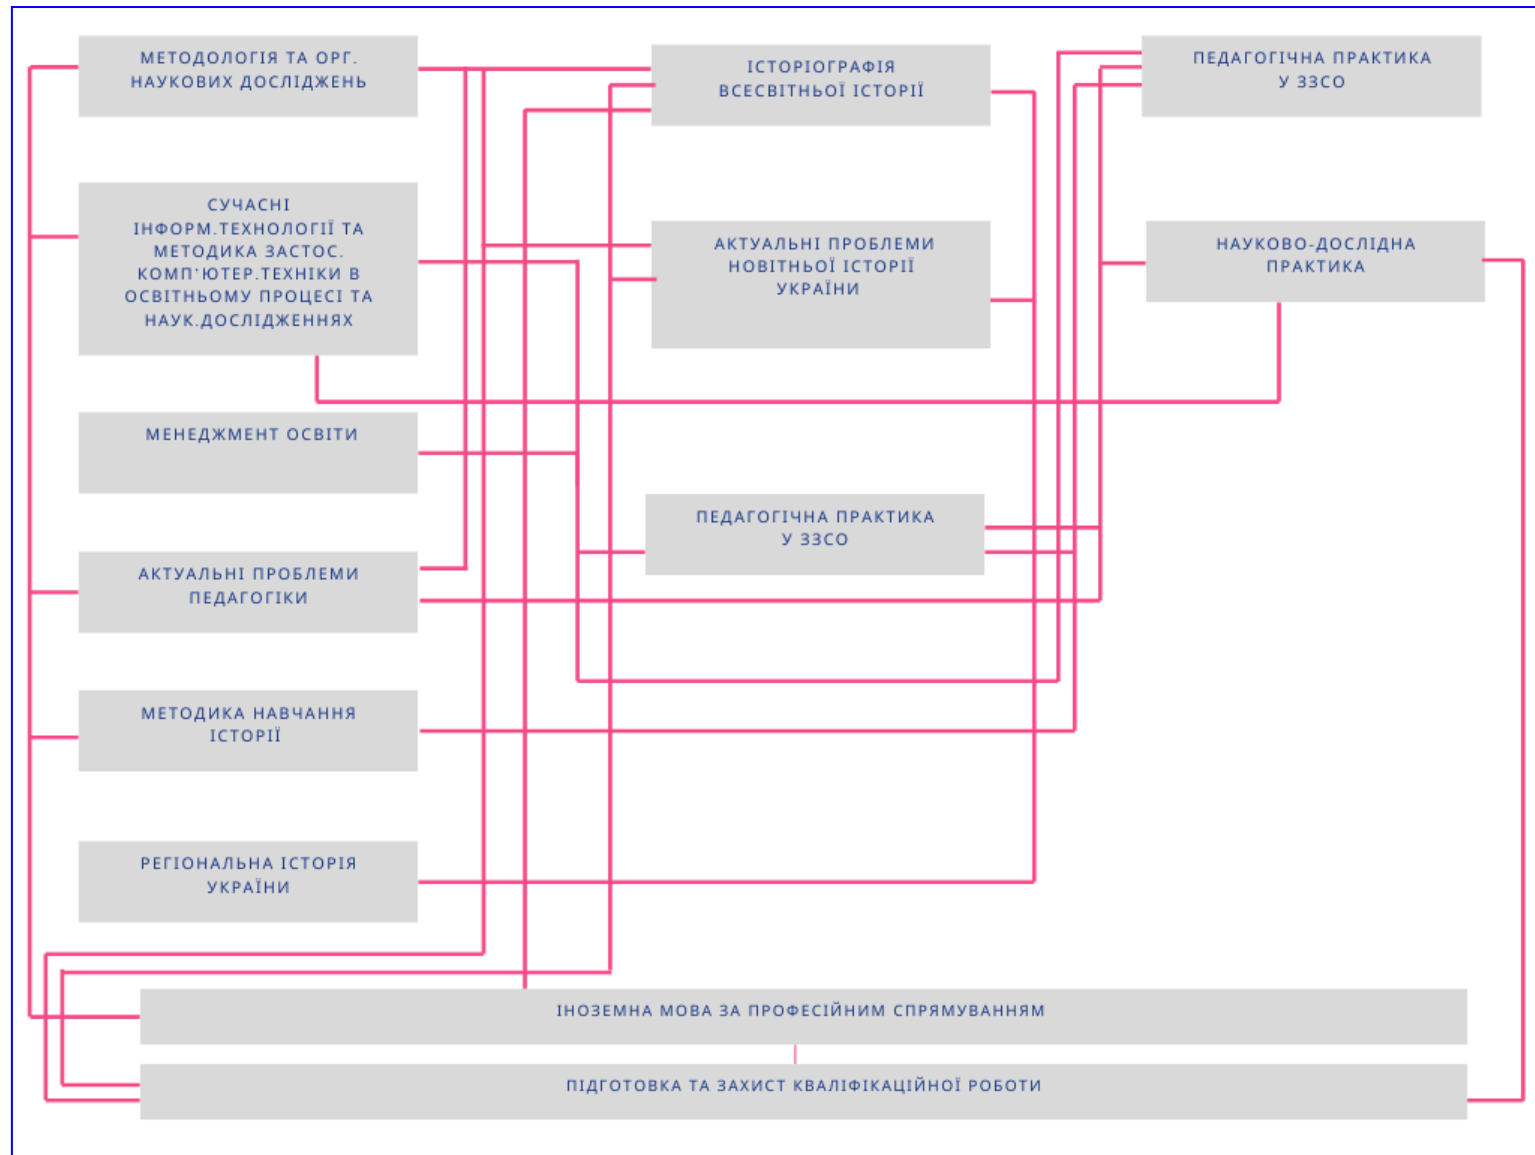 МЕТОДОЛОГІЯ ТА ОРГ.
НАУКОВИХ ДОСЛІДЖЕНЬ
СУЧАСНІ
ІНФОРМ.ТЕХНОЛОГІЇ ТА
МЕТОДИКА ЗАСТОС.
КОМП'ЮТЕР.ТЕХНІКИ В
ОСВІТНЬОМУ ПРОЦЕСІ ТА
НАУК.ДОСЛІДЖЕННЯХ
МЕНЕДЖМЕНТ ОСВІТИ
АКТУАЛЬНІ ПРОБЛЕМИ
ПЕДАГОГІКИ
МЕТОДИКА НАВЧАННЯ
ІСТОРІЇ
РЕГІОНАЛЬНА ІСТОРІЯ
УКРАЇНИ
ІСТОРІОГРАФІЯ
ВСЕСВІТНЬОЇ ІСТОРІЇ
АКТУАЛЬНІ ПРОБЛЕМИ
НОВІТНЬОЇ ІСТОРІЇ
УКРАЇНИ
ПЕДАГОГІЧНА ПРАКТИКА
У ЗЗСО
ПЕДАГОГІЧНА ПРАКТИКА
У ЗЗСО
НАУКОВО-ДОСЛІДНА
ПРАКТИКА
ІНОЗЕМНА МОВА ЗА ПРОФЕСІЙНИМ СПРЯМУВАННЯМ
ПІДГОТОВКА ТА ЗАХИСТ КВАЛІФІКАЦІЙНОЇ РОБОТИ